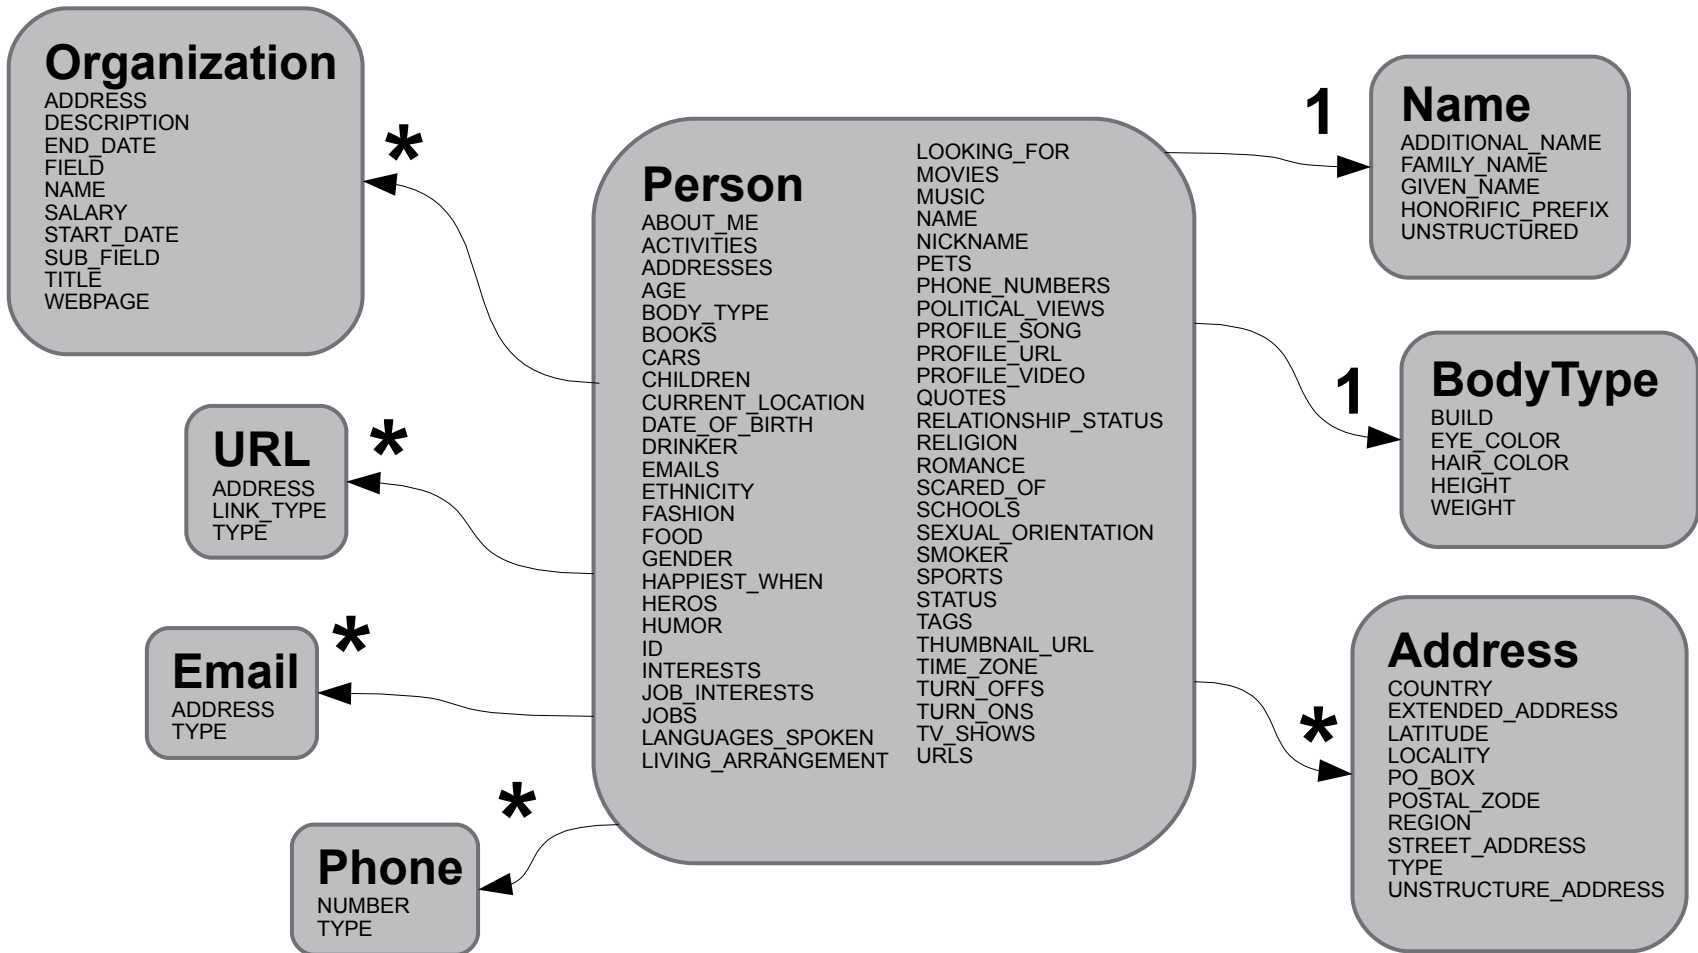 Organization
ADDRESS
DESCRIPTION
END_DATE
FIELD
NAME
SALARY
START_DATE
SUB_FIELD
TITLE
WEBPAGE
*
URL
ADDRESS
LINK_TYPE
TYPE
*
Email
ADDRESS
TYPE
*
Phone
NUMBER
TYPE
*
Person
ABOUT_ME
ACTIVITIES
ADDRESSES
AGE
BODY_TYPE
BOOKS
CARS
CHILDREN
CURRENT_LOCATION
DATE_OF_BIRTH
DRINKER
EMAILS
ETHNICITY
FASHION
FOOD
GENDER
HAPPIEST_WHEN
HEROS
HUMOR
ID
INTERESTS
JOB_INTERESTS
JOBS
LANGUAGES_SPOKEN
LIVING_ARRANGEMENT
LOOKING_FOR
MOVIES
MUSIC
NAME
NICKNAME
PETS
PHONE_NUMBERS
POLITICAL_VIEWS
PROFILE_SONG
PROFILE_URL
PROFILE_VIDEO
QUOTES
RELATIONSHIP_STATUS
RELIGION
ROMANCE
SCARED_OF
SCHOOLS
SEXUAL_ORIENTATION
SMOKER
SPORTS
STATUS
TAGS
THUMBNAIL_URL
TIME_ZONE
TURN_OFFS
TURN_ONS
TV_SHOWS
URLS
1
Name
ADDITIONAL_NAME
FAMILY_NAME
GIVEN_NAME
HONORIFIC_PREFIX
UNSTRUCTURED
1
BodyType
BUILD
EYE_COLOR
HAIR_COLOR
HEIGHT
WEIGHT
*
Address
COUNTRY
EXTENDED_ADDRESS
LATITUDE
LOCALITY
PO_BOX
POSTAL_ZODE
REGION
STREET_ADDRESS
TYPE
UNSTRUCTURE_ADDRESS